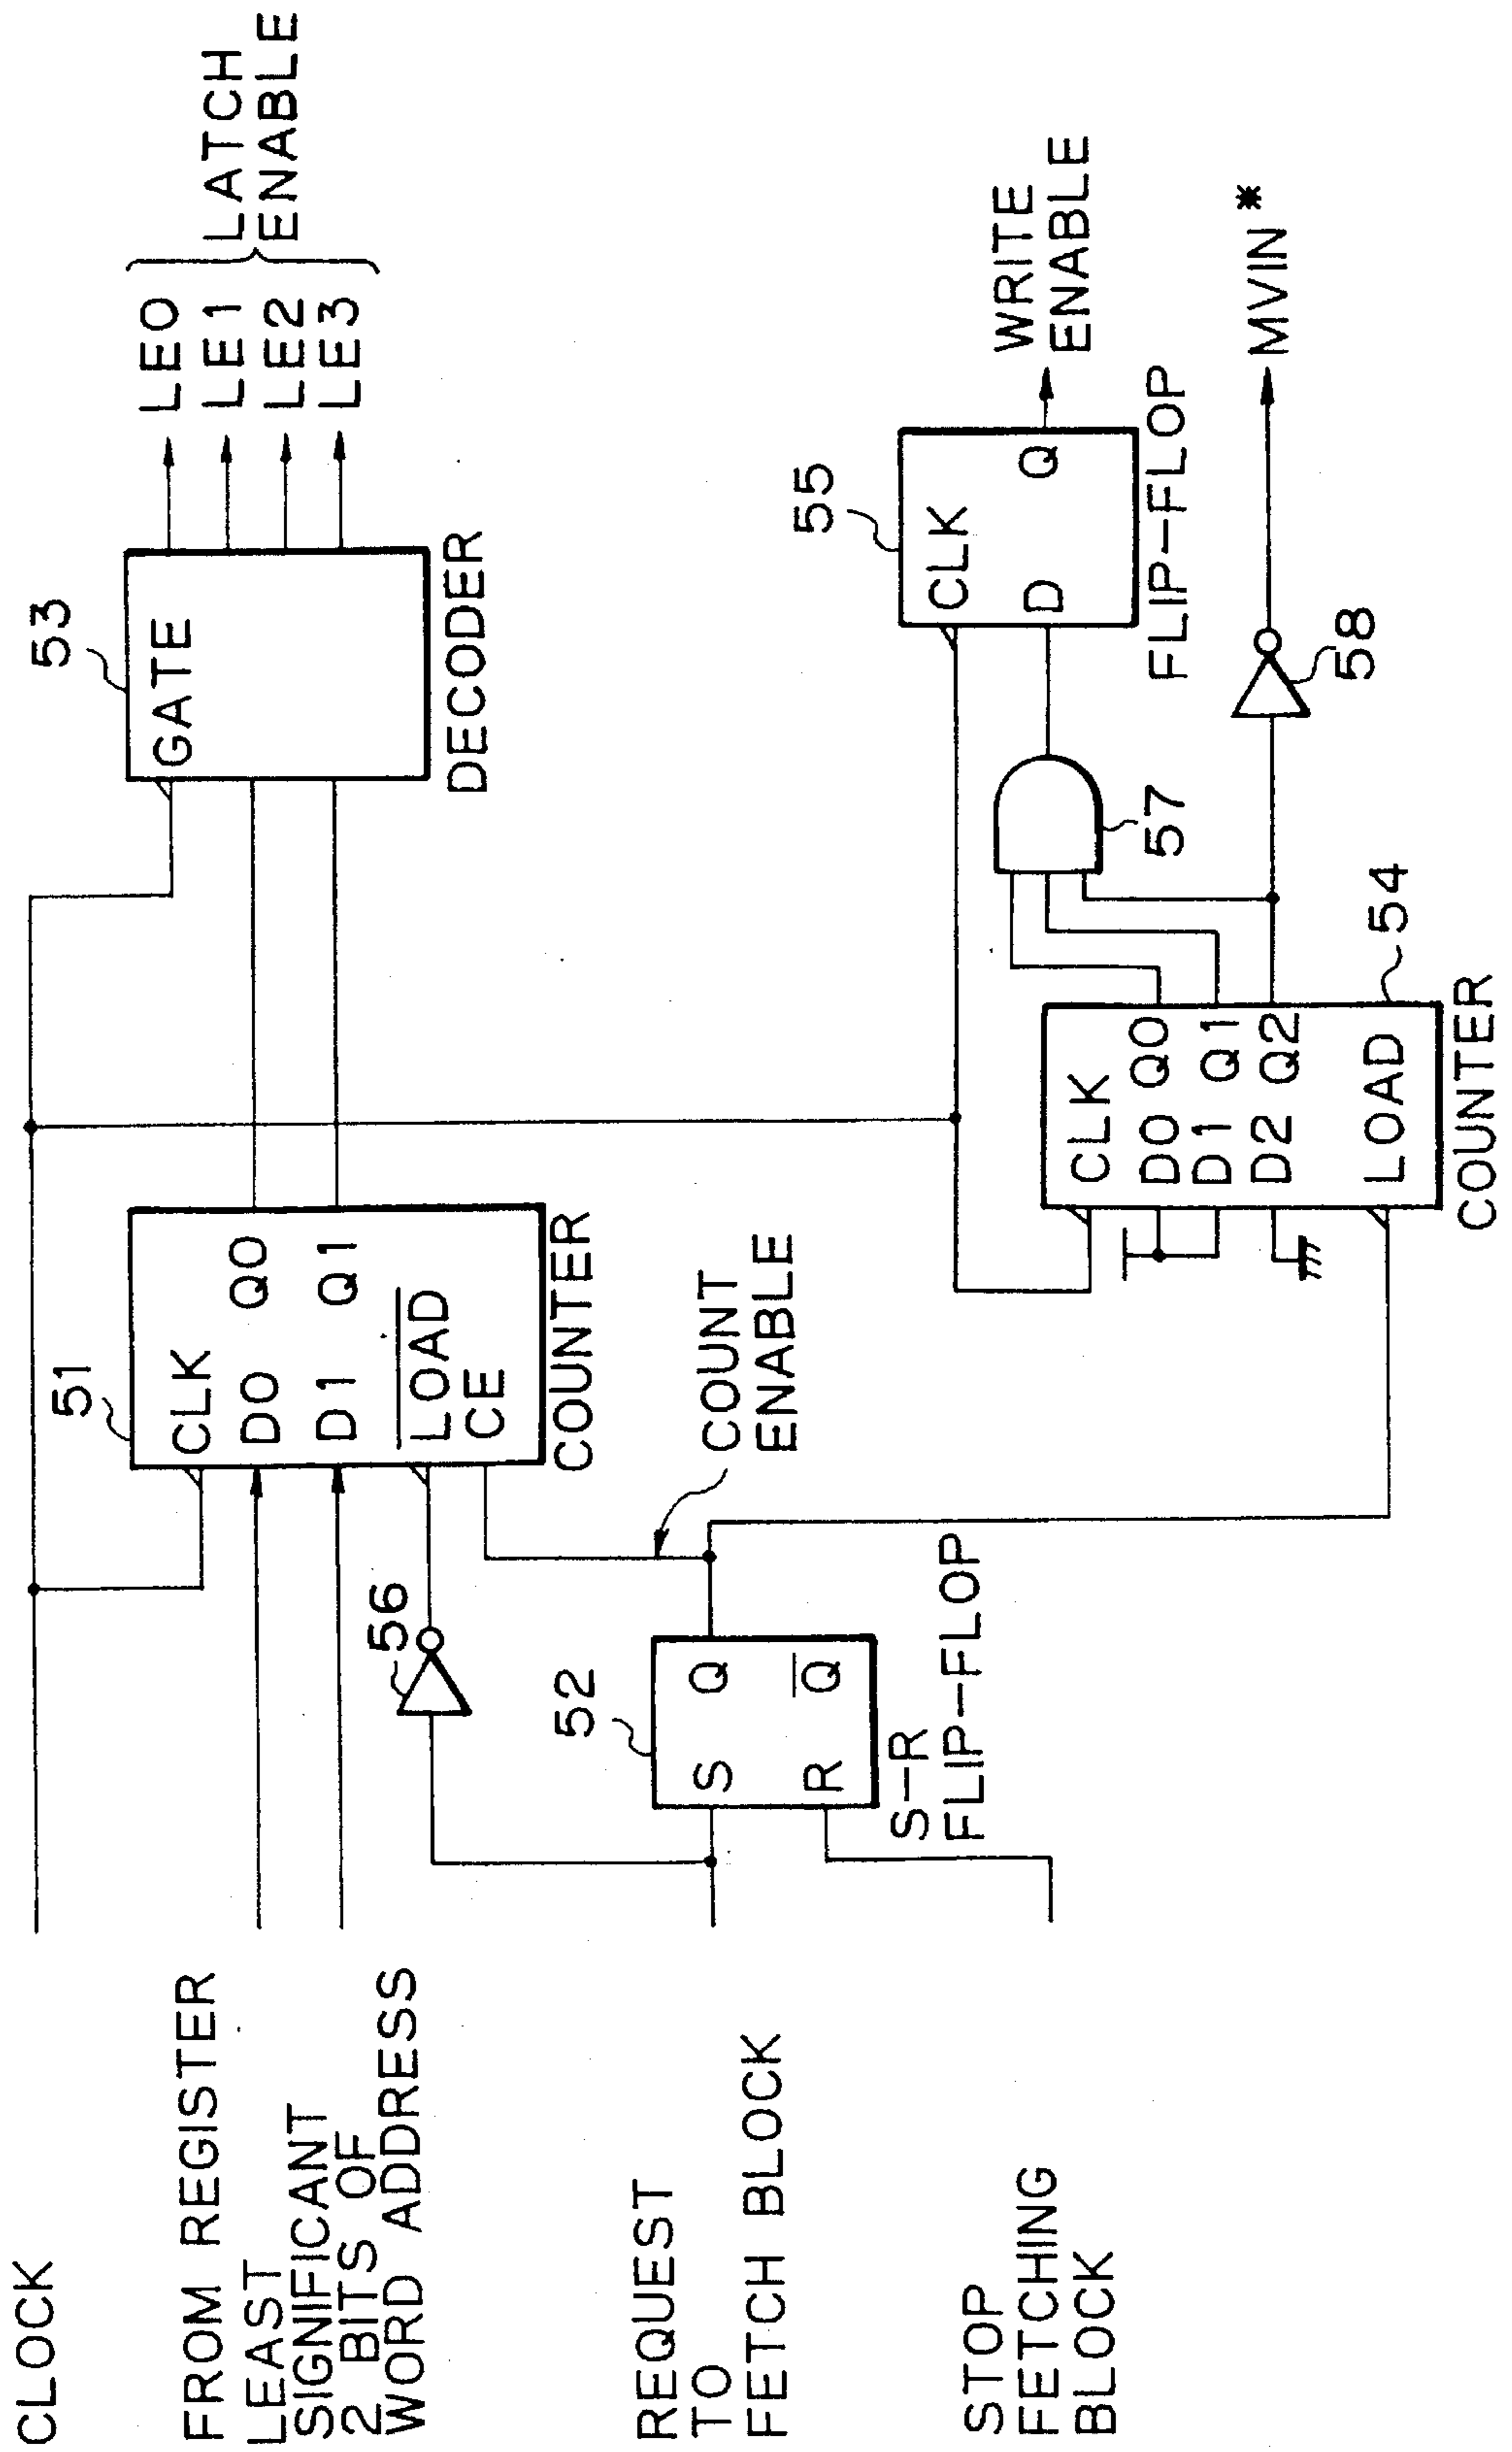 CLOCK
FROM REGISTER
LEAST
SIGNIFICANT
2 BITS OF
WORD ADDRESS
REQUEST
TO
FETCH BLOCK
STOP
FETCHING
BLOCK
51
CLK
D0 Q0
D1 Q1
LOAD
CE
COUNTER
56
52
S Q
R Q
S-R
FLIP-FLOP
COUNT
ENABLE
53
GATE
DECODER
LE0
LE1
LE2
LE3
LATCH
ENABLE
54
CLK
D0 Q0
D1 Q1
D2 Q2
LOAD
COUNTER
57
55
CLK
D Q
FLIP-FLOP
58
WRITE
ENABLE
MVIN*